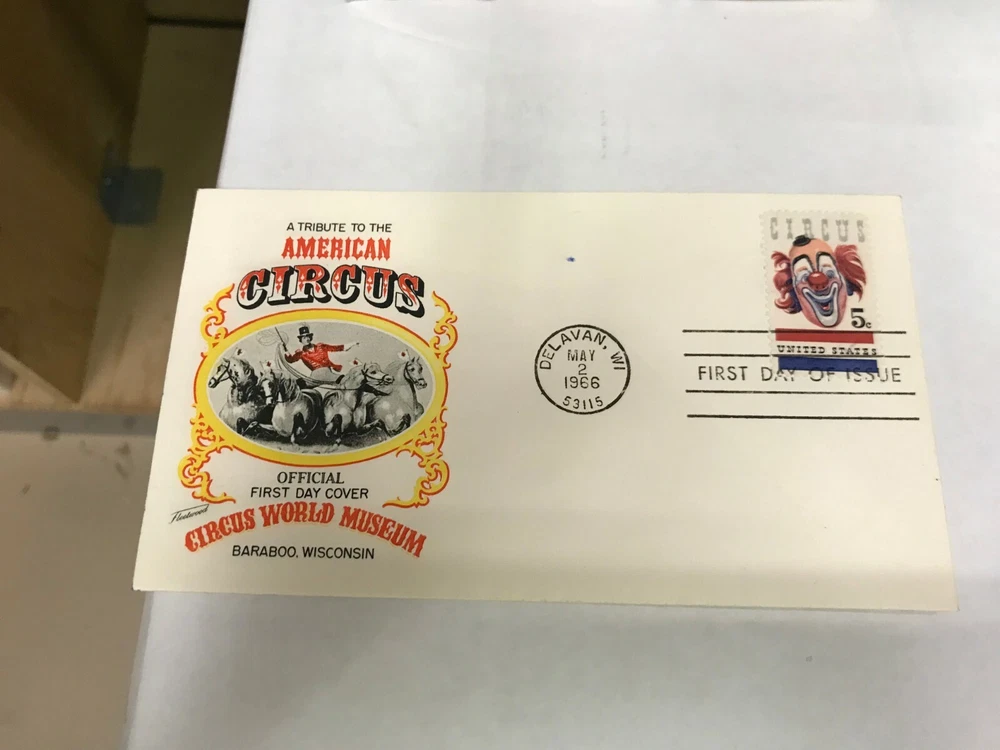 A TRIBUTE TO THE
AMERICAN
CIRCUS
OFFICIAL
FIRST DAY COVER
Fleetwood
CIRCUS WORLD MUSEUM
BARABOO, WISCONSIN
DELAVAN, WI
MAY
2
1966
53115
CIRCUS
5c
UNITED STATES
FIRST DAY OF ISSUE